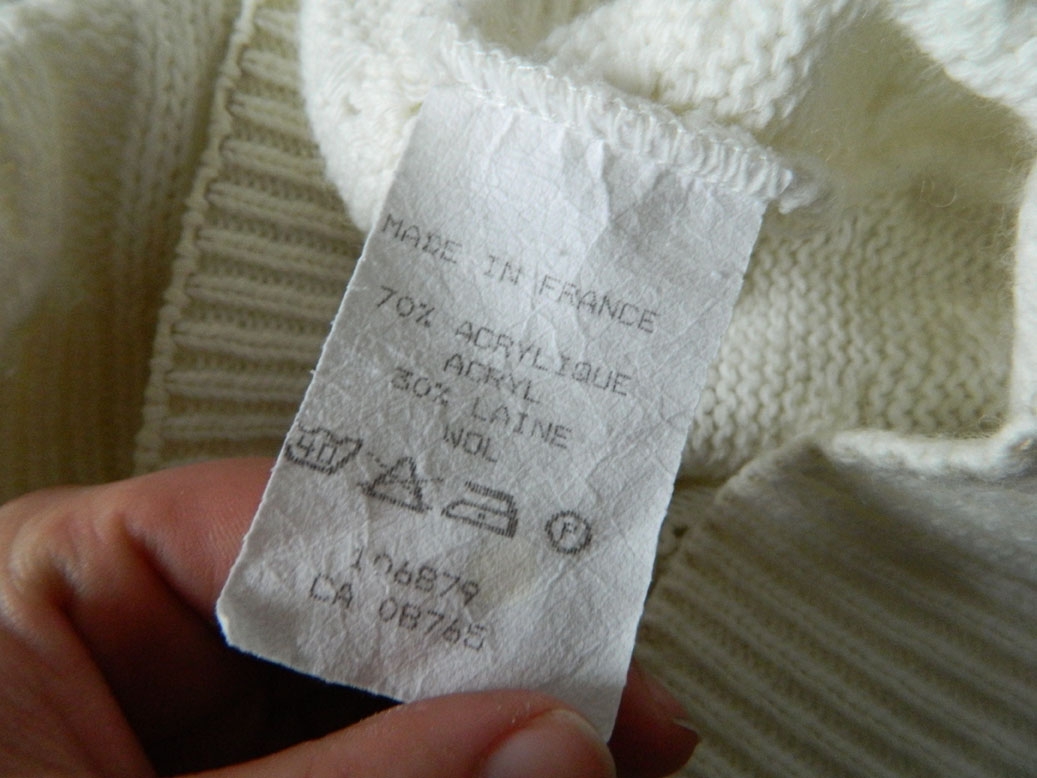 MADE IN FRANCE
70% ACRYLIQUE
ACRYL
30% LAINE
WOL
40 P
106879
CA 08765